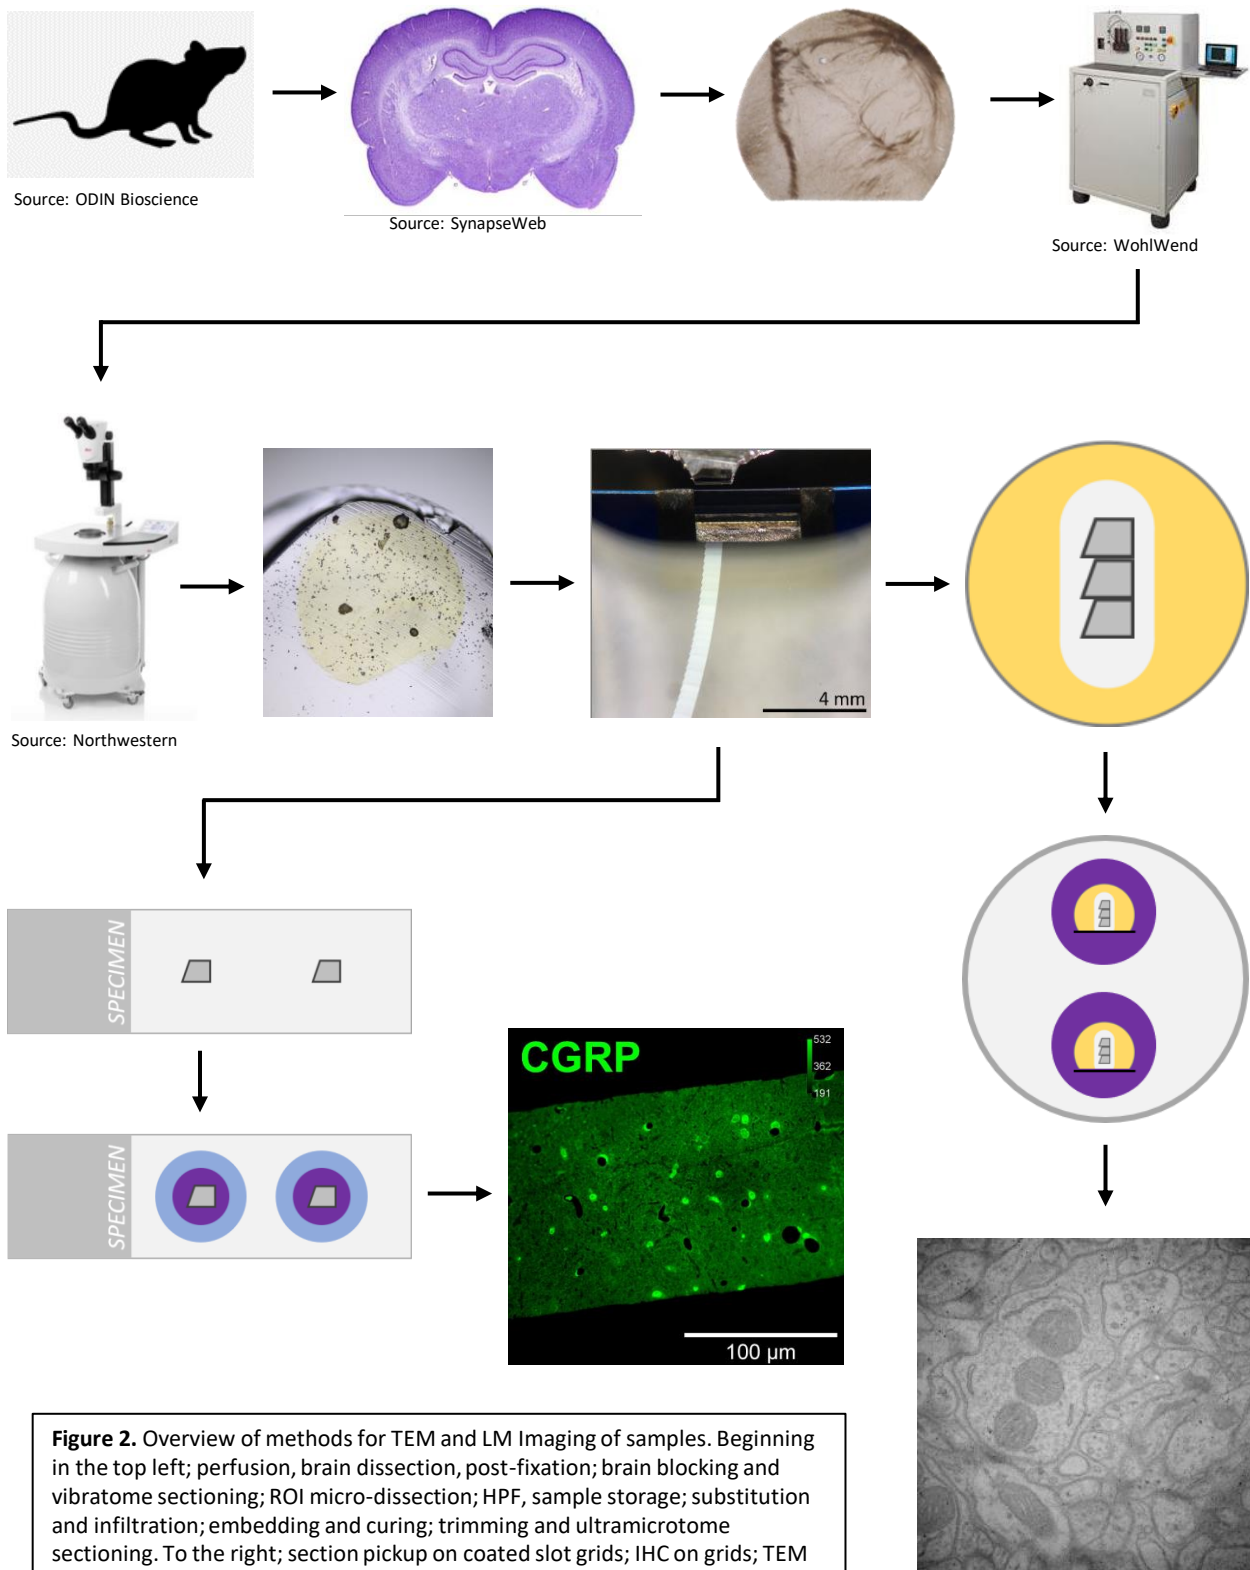 Source: ODIN Bioscience
Source: SynapseWeb
Source: WohlWend
Source: Northwestern
4 mm
SPECIMEN
SPECIMEN
CGRP
532
362
191
100 µm
Figure 2. Overview of methods for TEM and LM Imaging of samples. Beginning
in the top left; perfusion, brain dissection, post-fixation; brain blocking and
vibratome sectioning; ROI micro-dissection; HPF, sample storage; substitution
and infiltration; embedding and curing; trimming and ultramicrotome
sectioning. To the right; section pickup on coated slot grids; IHC on grids; TEM